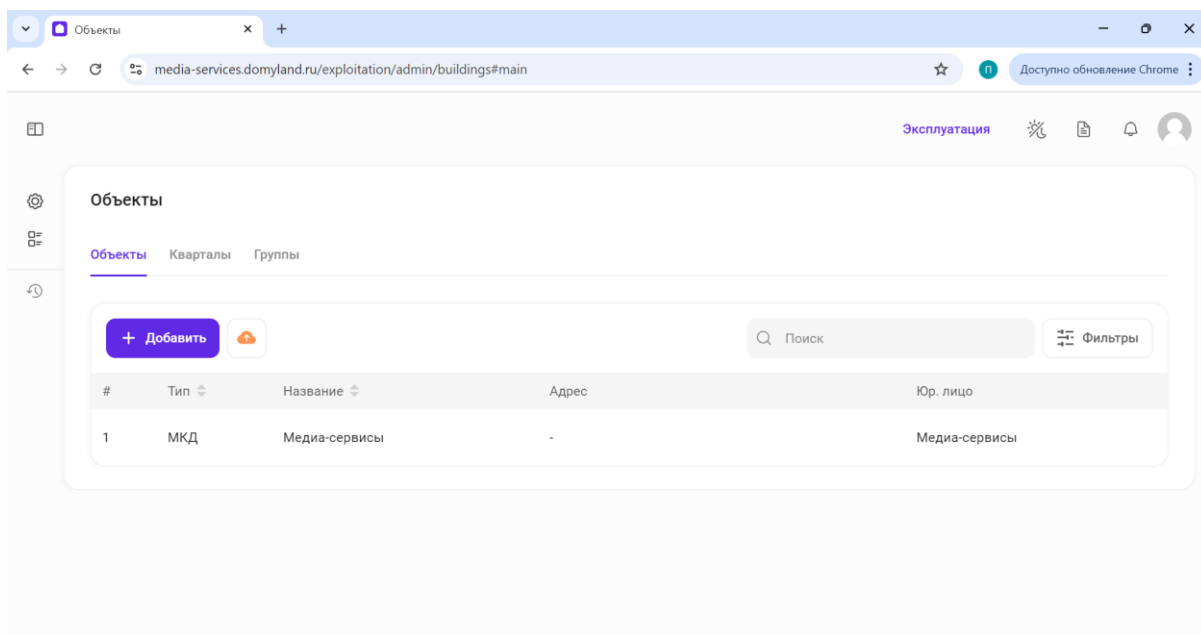 Объекты
media-services.domyland.ru/exploitation/admin/buildings#main
П
Доступно обновление Chrome
Эксплуатация
Объекты
Объекты Кварталы Группы
+ Добавить
Поиск
Фильтры
# Тип Название Адрес Юр. лицо
1 МКД Медиа-сервисы - Медиа-сервисы